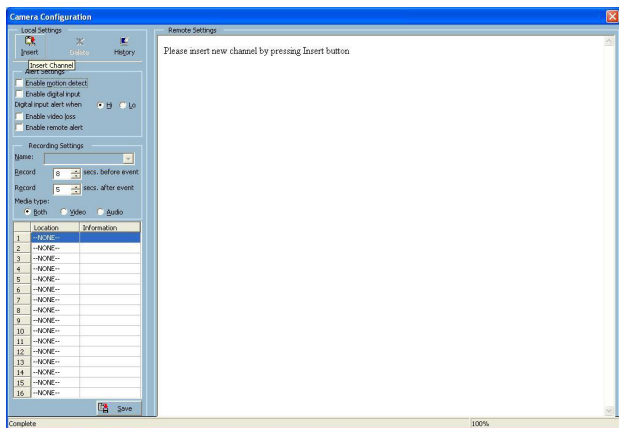 Camera Configuration
Local Settings
Insert Delete History
Insert Channel
Alert Settings
Enable motion detect
Enable digital input
Digital input alert when Hi Lo
Enable video loss
Enable remote alert
Recording Settings
Name:
Record 8 secs. before event
Record 5 secs. after event
Media type:
Both Video Audio
Location Information
1 --NONE--
2 --NONE--
3 --NONE--
4 --NONE--
5 --NONE--
6 --NONE--
7 --NONE--
8 --NONE--
9 --NONE--
10 --NONE--
11 --NONE--
12 --NONE--
13 --NONE--
14 --NONE--
15 --NONE--
16 --NONE--
Save
Remote Settings
Please insert new channel by pressing Insert button
Complete 100%